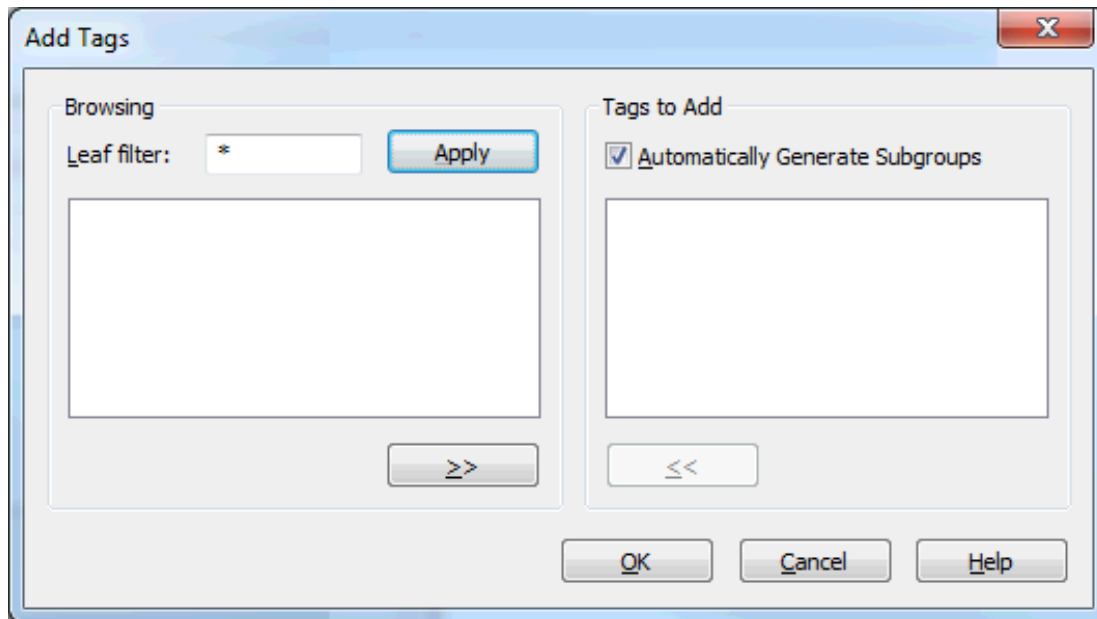 Add Tags
Browsing
Leaf filter: * Apply
>>
Tags to Add
Automatically Generate Subgroups
<<
OK Cancel Help